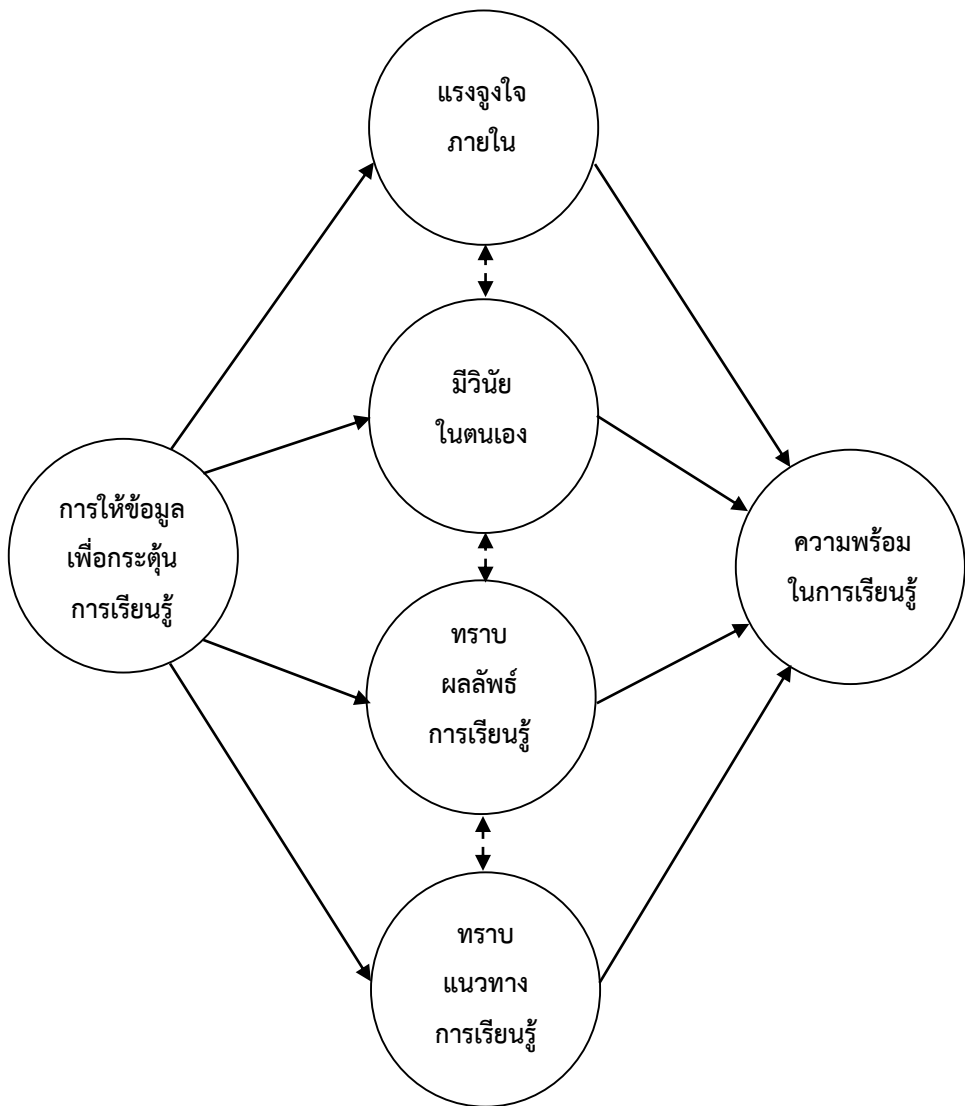 แรงจูงใจ
ภายใน
มีวินัย
ในตนเอง
การให้ข้อมูล
เพื่อกระตุ้น
การเรียนรู้
ความพร้อม
ในการเรียนรู้
ทราบ
ผลลัพธ์
การเรียนรู้
ทราบ
แนวทาง
การเรียนรู้